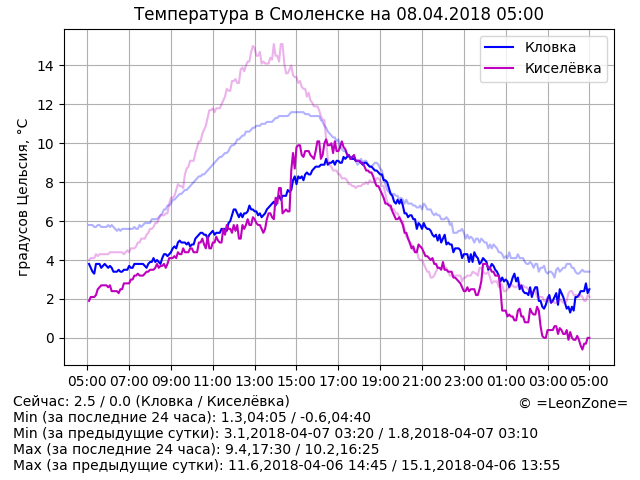 Температура в Смоленске на 08.04.2018 05:00
Кловка
Киселёвка
градусов Цельсия, °C
14
12
10
8
6
4
2
0
05:00 07:00 09:00 11:00 13:00 15:00 17:00 19:00 21:00 23:00 01:00 03:00 05:00
Сейчас: 2.5 / 0.0 (Кловка / Киселёвка)
© =LeonZone=
Min (за последние 24 часа): 1.3,04:05 / -0.6,04:40
Min (за предыдущие сутки): 3.1,2018-04-07 03:20 / 1.8,2018-04-07 03:10
Max (за последние 24 часа): 9.4,17:30 / 10.2,16:25
Max (за предыдущие сутки): 11.6,2018-04-06 14:45 / 15.1,2018-04-06 13:55